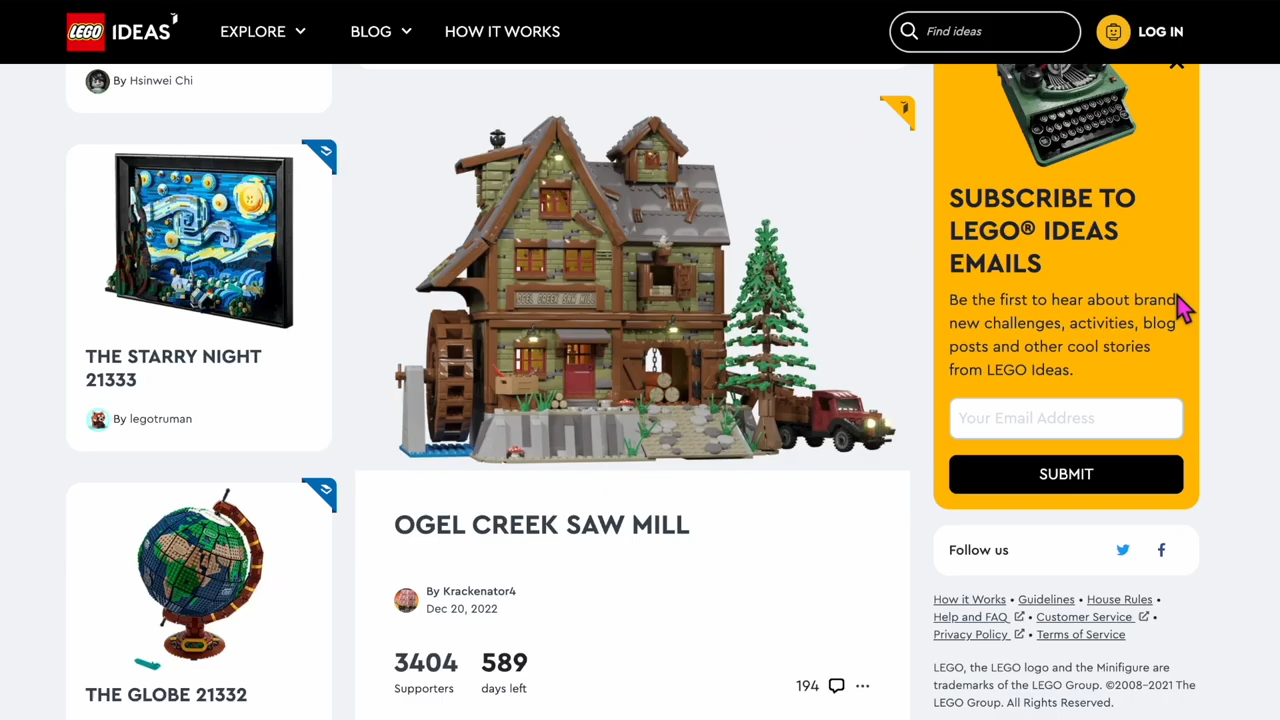 LEGO IDEAS
EXPLORE
BLOG
HOW IT WORKS
Find ideas
LOG IN
By Hsinwei Chi
THE STARRY NIGHT
21333
By legotruman
THE GLOBE 21332
OGEL CREEK SAW MILL
OGEL CREEK SAW MILL
By Krackenator4
Dec 20, 2022
3404 589
Supporters days left
194
SUBSCRIBE TO
LEGO® IDEAS
EMAILS
Be the first to hear about brand
new challenges, activities, blog
posts and other cool stories
from LEGO Ideas.
Your Email Address
SUBMIT
Follow us
How it Works • Guidelines • House Rules •
Help and FAQ • Customer Service •
Privacy Policy • Terms of Service
LEGO, the LEGO logo and the Minifigure are
trademarks of the LEGO Group. ©2008-2021 The
LEGO Group. All Rights Reserved.